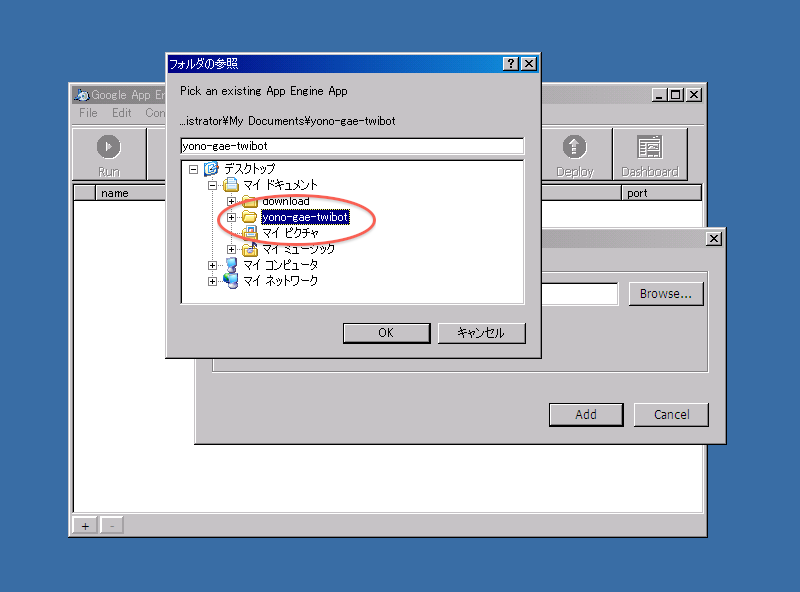 フォルダの参照
Pick an existing App Engine App
...istrator¥My Documents¥yono-gae-twibot
yono-gae-twibot
デスクトップ
マイ ドキュメント
download
yono-gae-twibot
マイ ピクチャ
マイ ミュージック
マイ コンピュータ
マイ ネットワーク
OK
キャンセル
Google App En
File Edit Con
Run
Deploy
Dashboard
name
port
Browse...
Add
Cancel
+
-